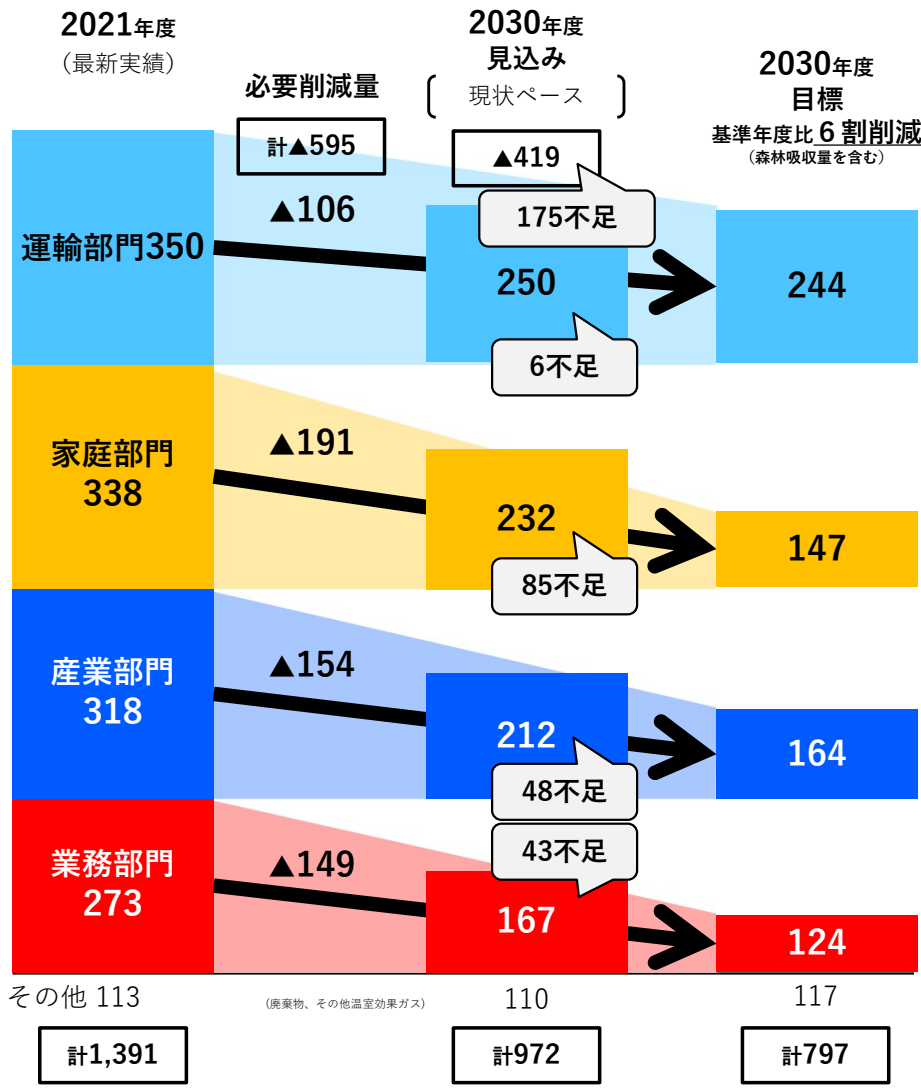 2021年度
(最新実績)
必要削減量
計▲595
2030年度
見込み
現状ペース
▲419
2030年度
目標
基準年度比６割削減
(森林吸収量を含む)
運輸部門350
▲106
175不足
250
6不足
244
家庭部門
338
▲191
232
85不足
147
産業部門
318
▲154
212
48不足
164
業務部門
273
▲149
43不足
167
124
その他 113
(廃棄物、その他温室効果ガス)
110
117
計1,391
計972
計797